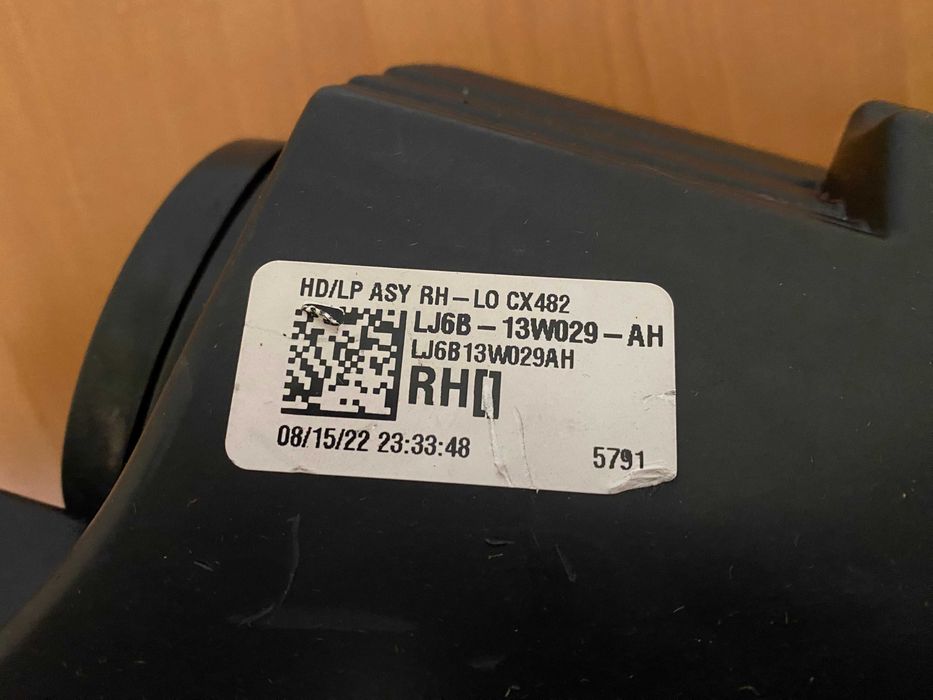 HD/LP ASY RH-LO CX482
LJ6B-13W029-AH
LJ6B13W029AH
RH[]
08/15/22 23:33:48
5791